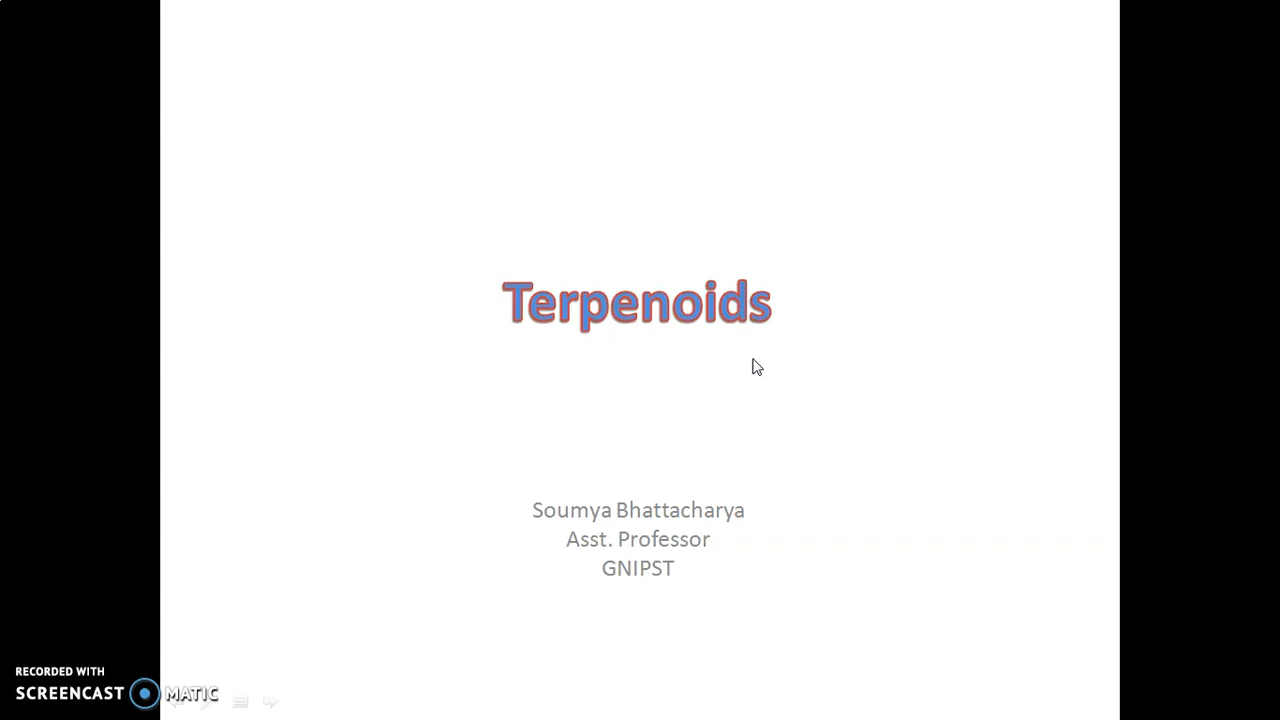 Terpenoids
Soumya Bhattacharya
Asst. Professor
GNIPST
RECORDED WITH
SCREENCAST MATIC